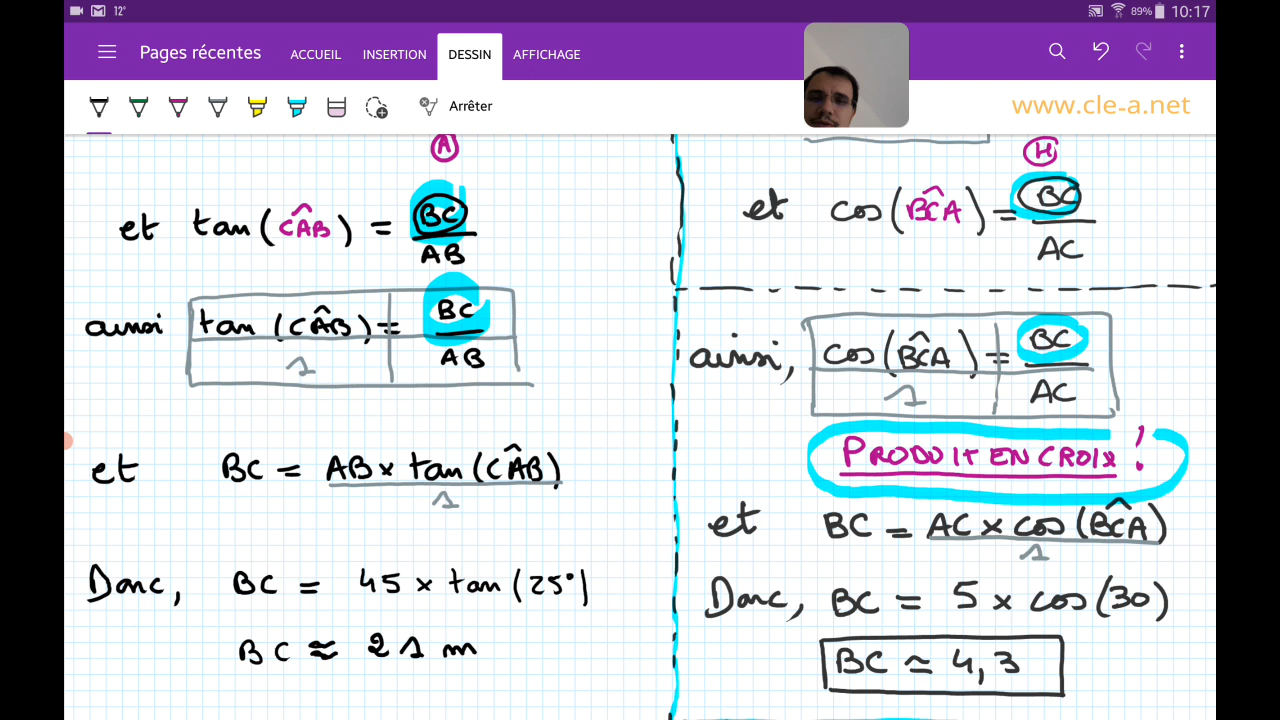 12° 89% 10:17
Pages récentes ACCUEIL INSERTION DESSIN AFFICHAGE
Arrêter www.cle-a.net
A
et tan(CÂB) = BC
AB
ainsi tan(CÂB) = BC
1 AB
et BC = AB × tan(CÂB)
1
Donc, BC = 45 × tan(25°)
BC ≈ 21 m
H
et cos(BĈA) = BC
AC
ainsi, cos(BĈA) = BC
1 AC
PRODUIT EN CROIX !
et BC = AC × cos(BĈA)
1
Donc, BC = 5 × cos(30)
BC ≃ 4,3